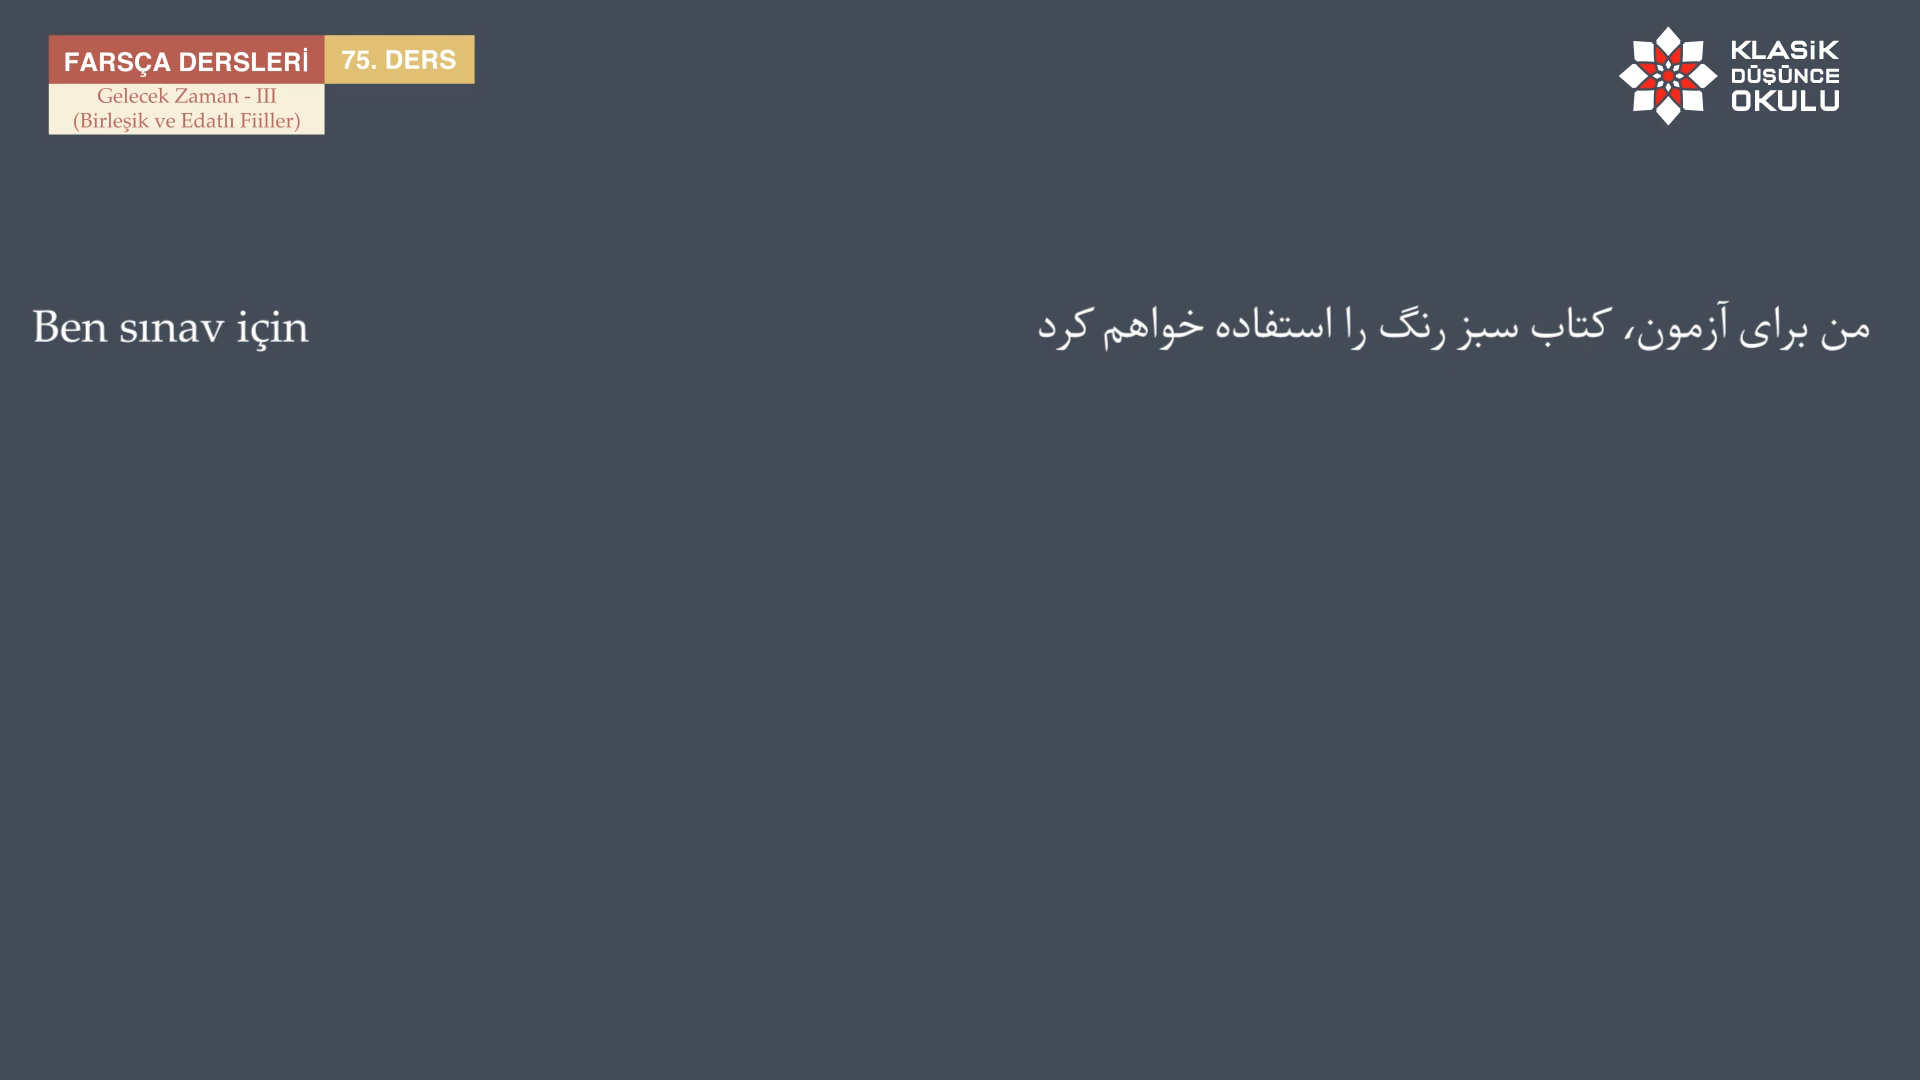 FARSÇA DERSLERİ
75. DERS
Gelecek Zaman - III
(Birleşik ve Edatlı Fiiller)
KLASiK
DÜŞÜNCE
OKULU
Ben sınav için
من برای آزمون، کتاب سبز رنگ را استفاده خواهم کرد